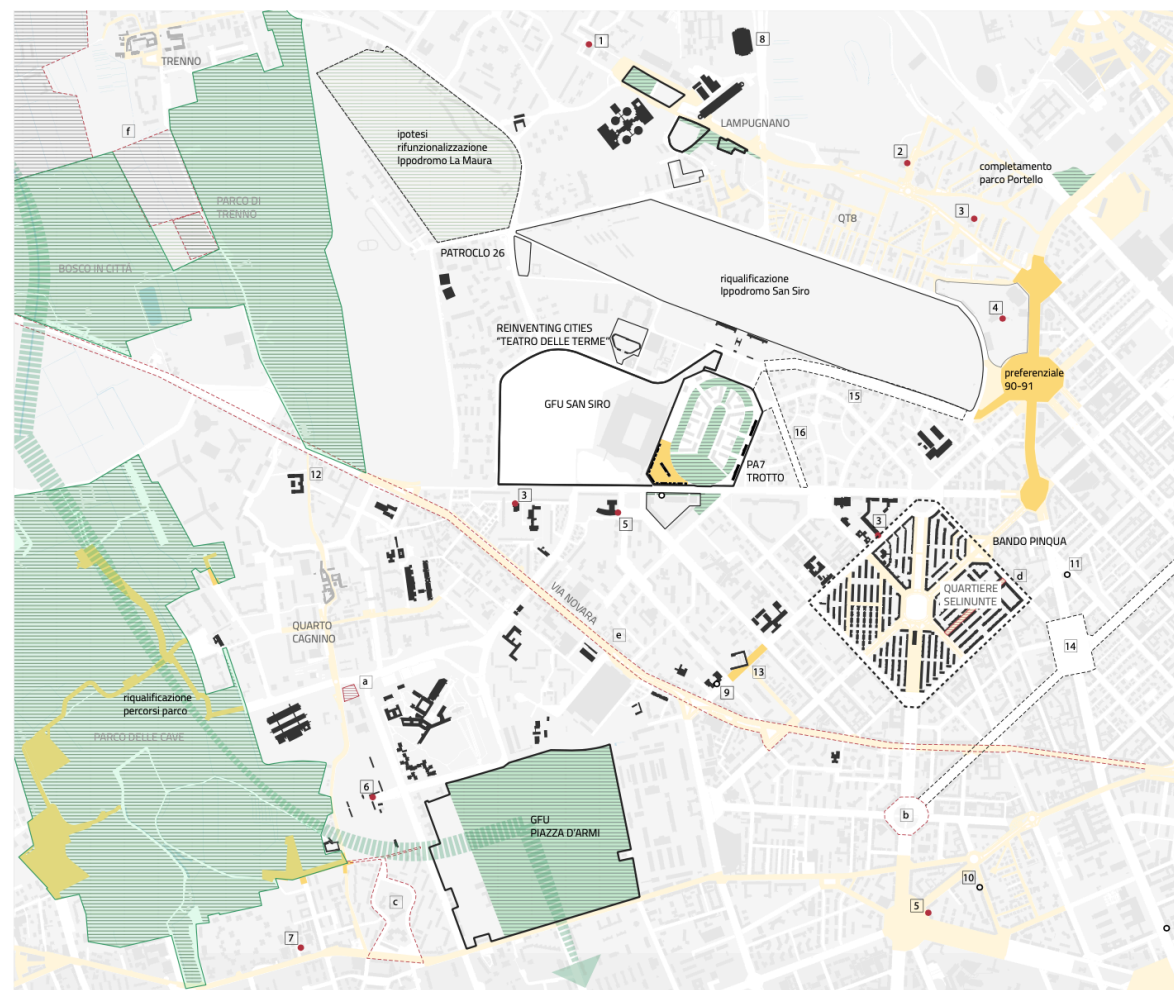 1
8
TRENNO
f
LAMPUGNANO
ipotesi
rifunzionalizzazione
Ippodromo La Maura
2
completamento
parco Portello
PARCO DI
TRENNO
3
QT8
PATROCLO 26
BOSCO IN CITTÀ
riqualificazione
Ippodromo San Siro
4
REINVENTING CITIES
"TEATRO DELLE TERME"
preferenziale
90-91
GFU SAN SIRO
15
16
PA7
TROTTO
12
3
5
3
BANDO PINQUA
11
d
QUARTIERE
SELINUNTE
VIA NOVARA
QUARTO
CAGNINO
e
14
13
a
9
riqualificazione
percorsi parco
PARCO DELLE CAVE
6
GFU
PIAZZA D'ARMI
b
10
c
5
7